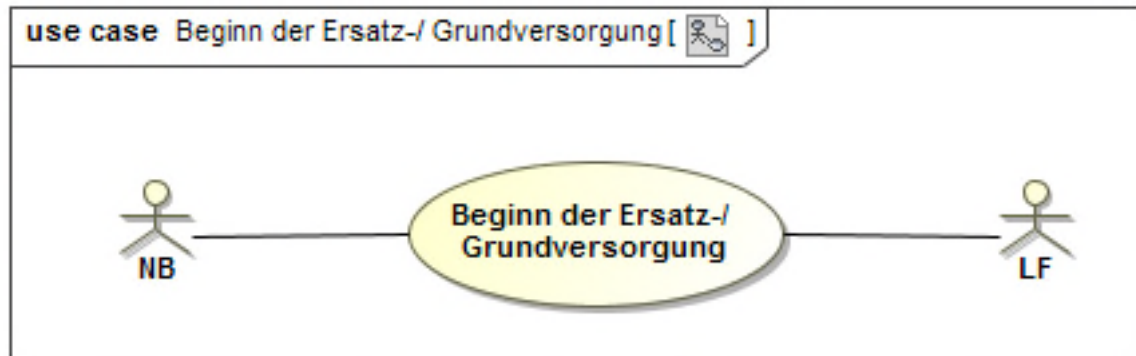 use case Beginn der Ersatz-/ Grundversorgung [ ]
Beginn der Ersatz-/
Grundversorgung
NB
LF